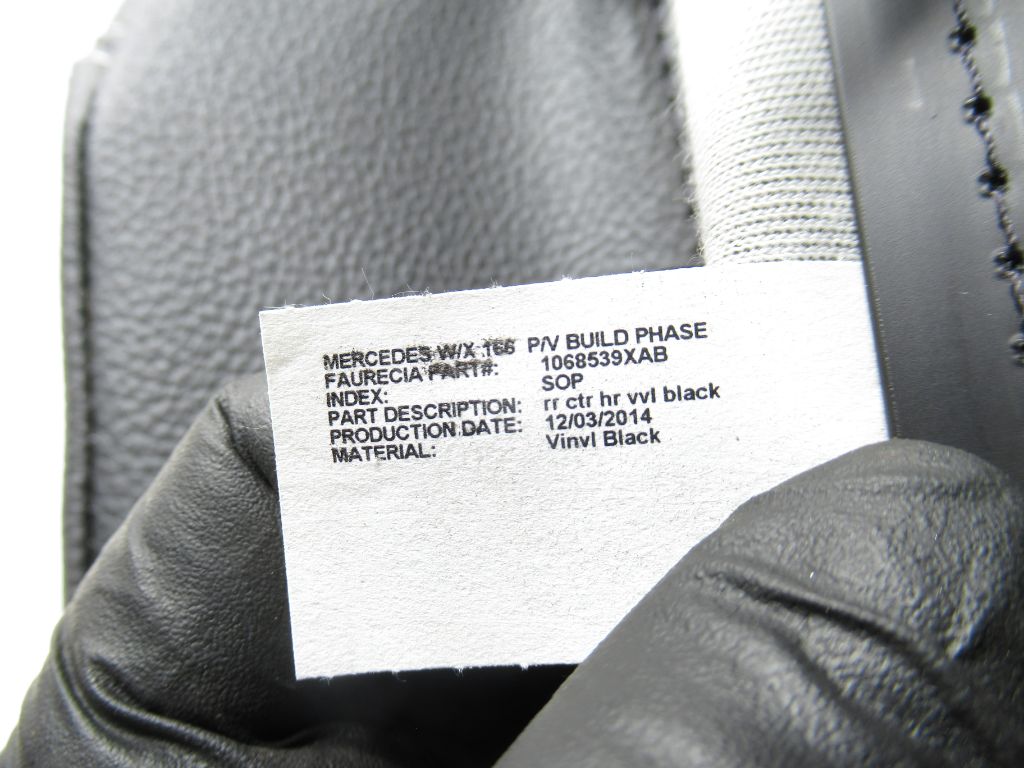 MERCEDES W/X 166 P/V BUILD PHASE
FAURECIA PART#: 1068539XAB
INDEX: SOP
PART DESCRIPTION: rr ctr hr vvl black
PRODUCTION DATE: 12/03/2014
MATERIAL: Vinvl Black